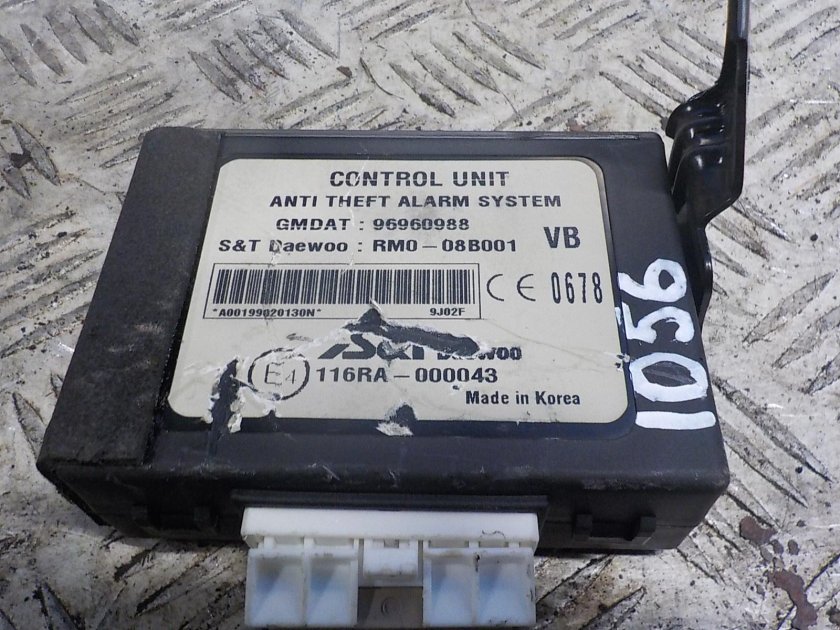 CONTROL UNIT
ANTI THEFT ALARM SYSTEM
GMDAT : 96960988
S&T Daewoo : RM0-08B001 VB
*A00199020130N* 9J02F
CE 0678
S&T Daewoo
E4 116RA-000043
Made in Korea
1056